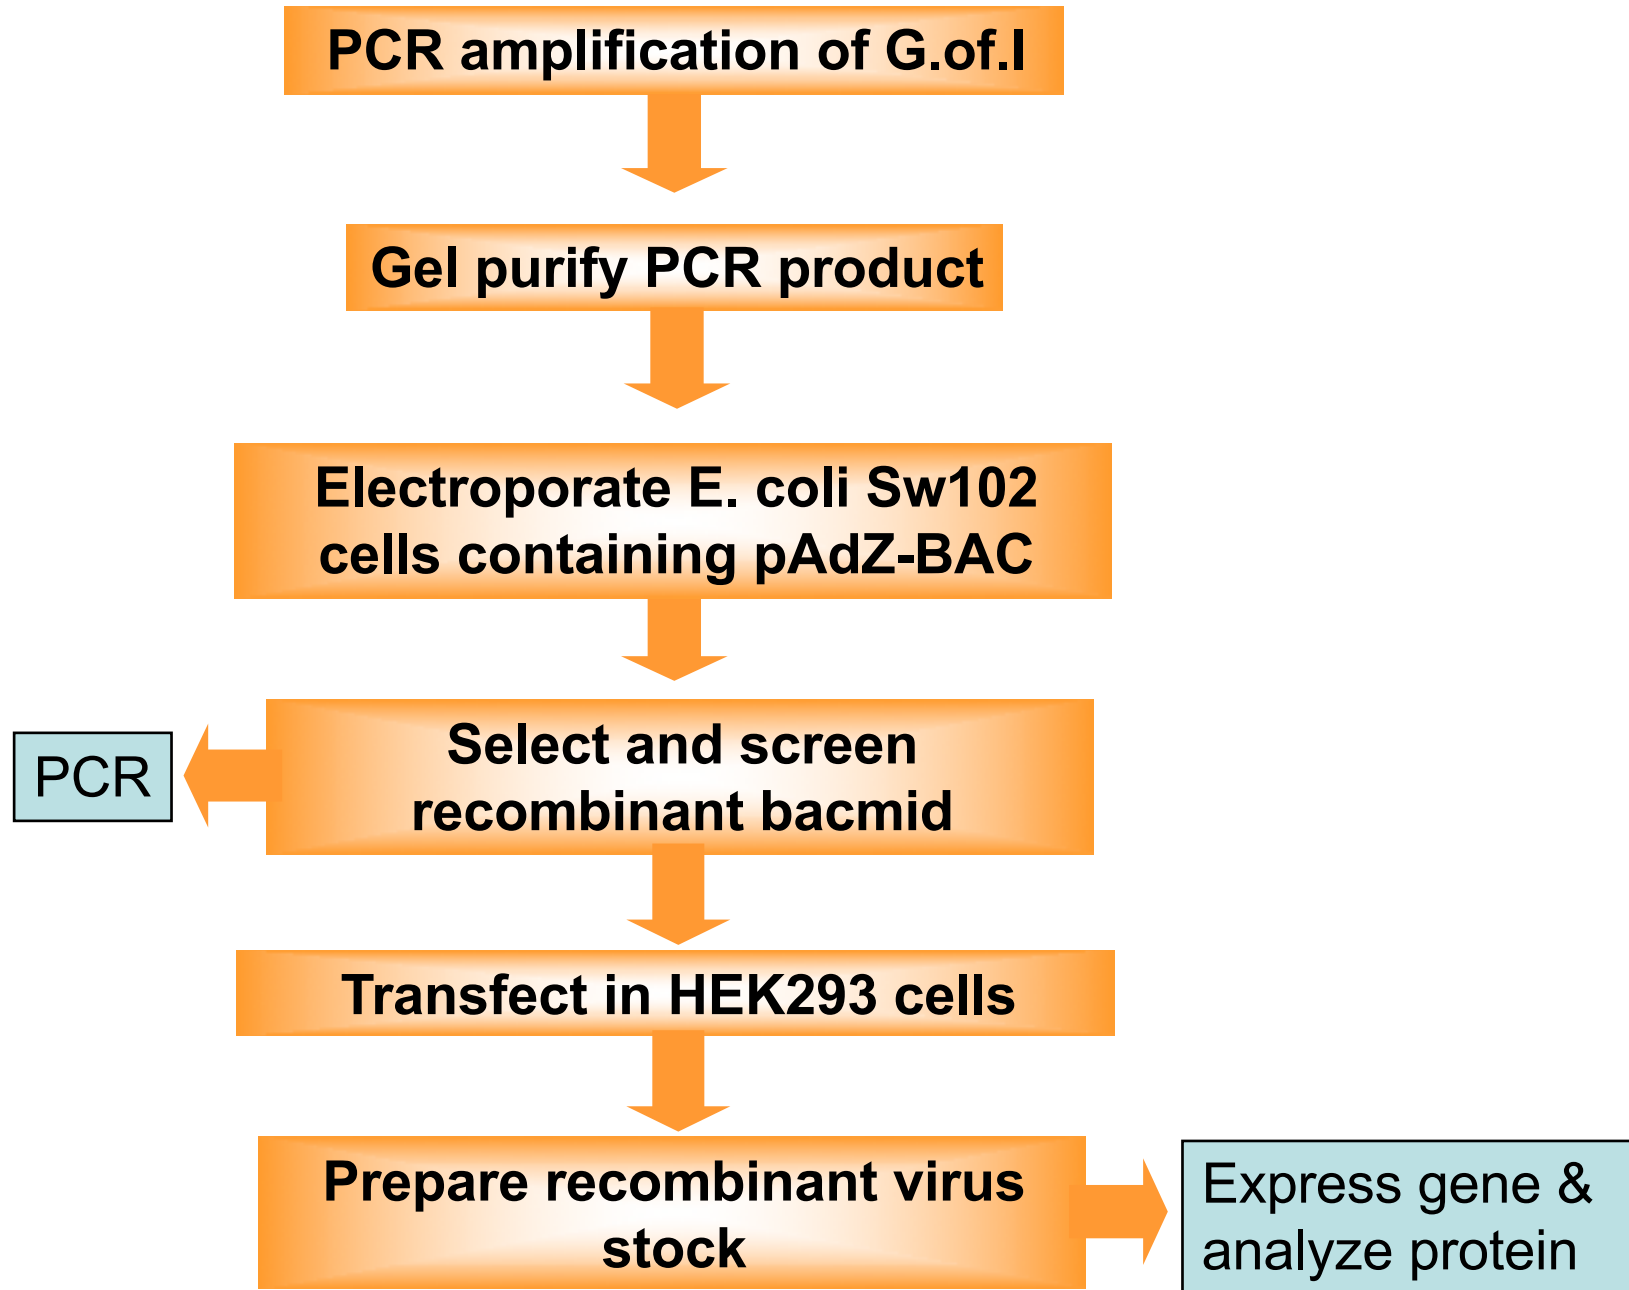 PCR amplification of G.of.I
Gel purify PCR product
Electroporate E. coli Sw102
cells containing pAdZ-BAC
Select and screen
recombinant bacmid
PCR
Transfect in HEK293 cells
Prepare recombinant virus
stock
Express gene &
analyze protein